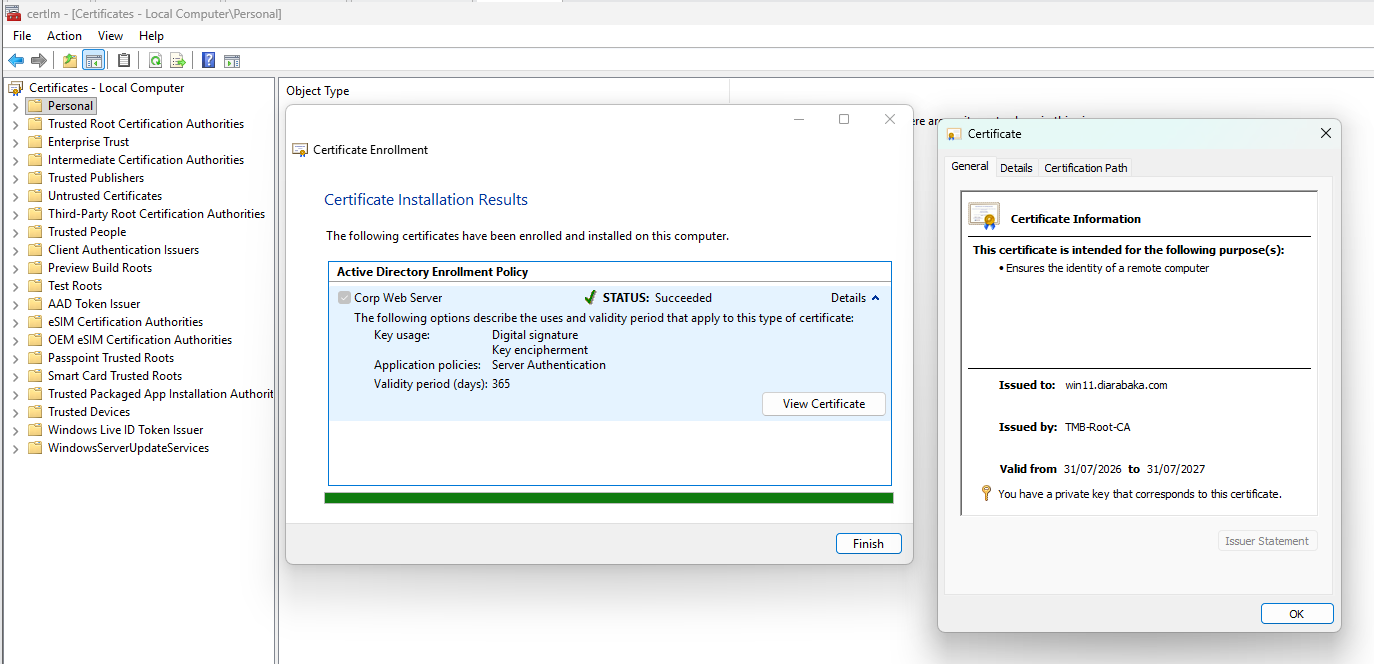 certlm - [Certificates - Local Computer\Personal]
File Action View Help
Certificates - Local Computer
Personal
Trusted Root Certification Authorities
Enterprise Trust
Intermediate Certification Authorities
Trusted Publishers
Untrusted Certificates
Third-Party Root Certification Authorities
Trusted People
Client Authentication Issuers
Preview Build Roots
Test Roots
AAD Token Issuer
eSIM Certification Authorities
OEM eSIM Certification Authorities
Passpoint Trusted Roots
Smart Card Trusted Roots
Trusted Packaged App Installation Authorit
Trusted Devices
Windows Live ID Token Issuer
WindowsServerUpdateServices
Object Type
Certificate Enrollment
Certificate Installation Results
The following certificates have been enrolled and installed on this computer.
Active Directory Enrollment Policy
Corp Web Server STATUS: Succeeded Details
The following options describe the uses and validity period that apply to this type of certificate:
Key usage: Digital signature
Key encipherment
Application policies: Server Authentication
Validity period (days): 365
View Certificate
Finish
Certificate
General Details Certification Path
Certificate Information
This certificate is intended for the following purpose(s):
• Ensures the identity of a remote computer
Issued to: win11.diarabaka.com
Issued by: TMB-Root-CA
Valid from 31/07/2026 to 31/07/2027
You have a private key that corresponds to this certificate.
Issuer Statement
OK